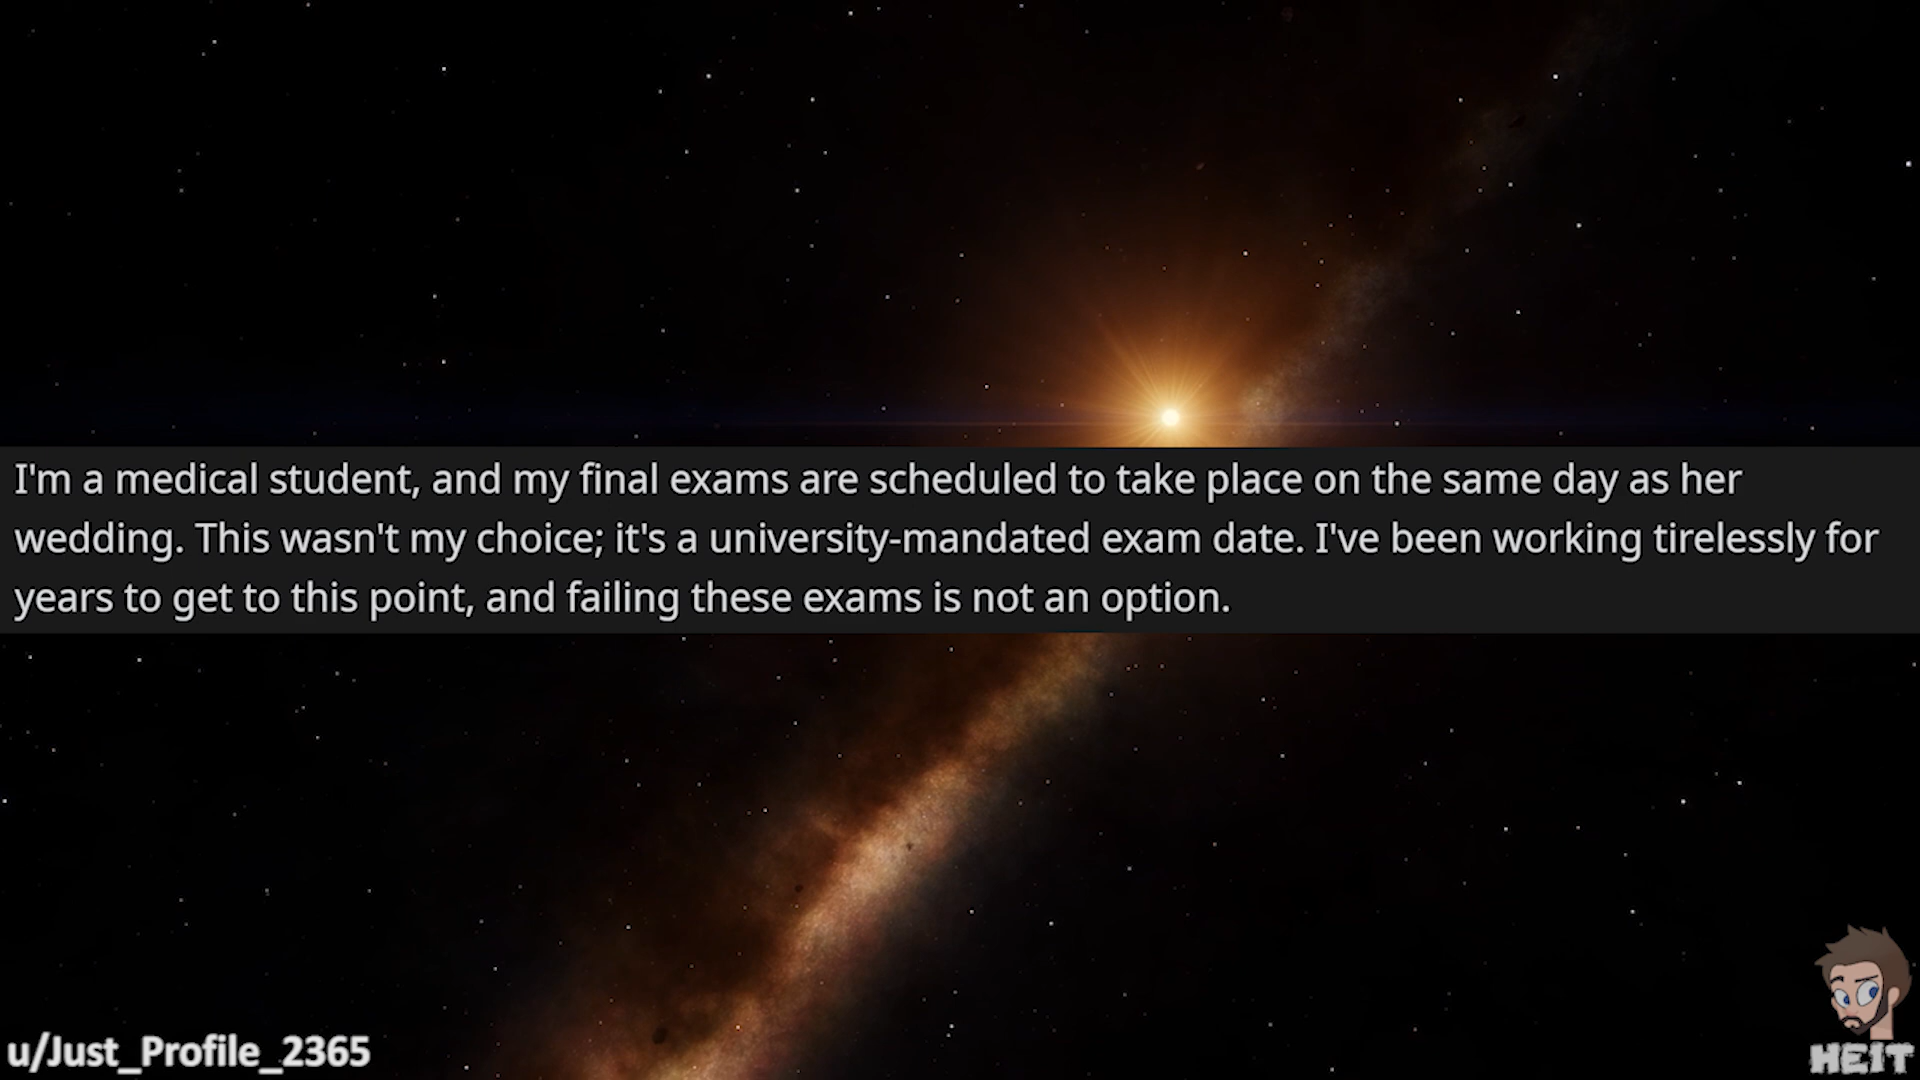 I'm a medical student, and my final exams are scheduled to take place on the same day as her
wedding. This wasn't my choice; it's a university-mandated exam date. I've been working tirelessly for
years to get to this point, and failing these exams is not an option.
u/Just_Profile_2365
HEIT